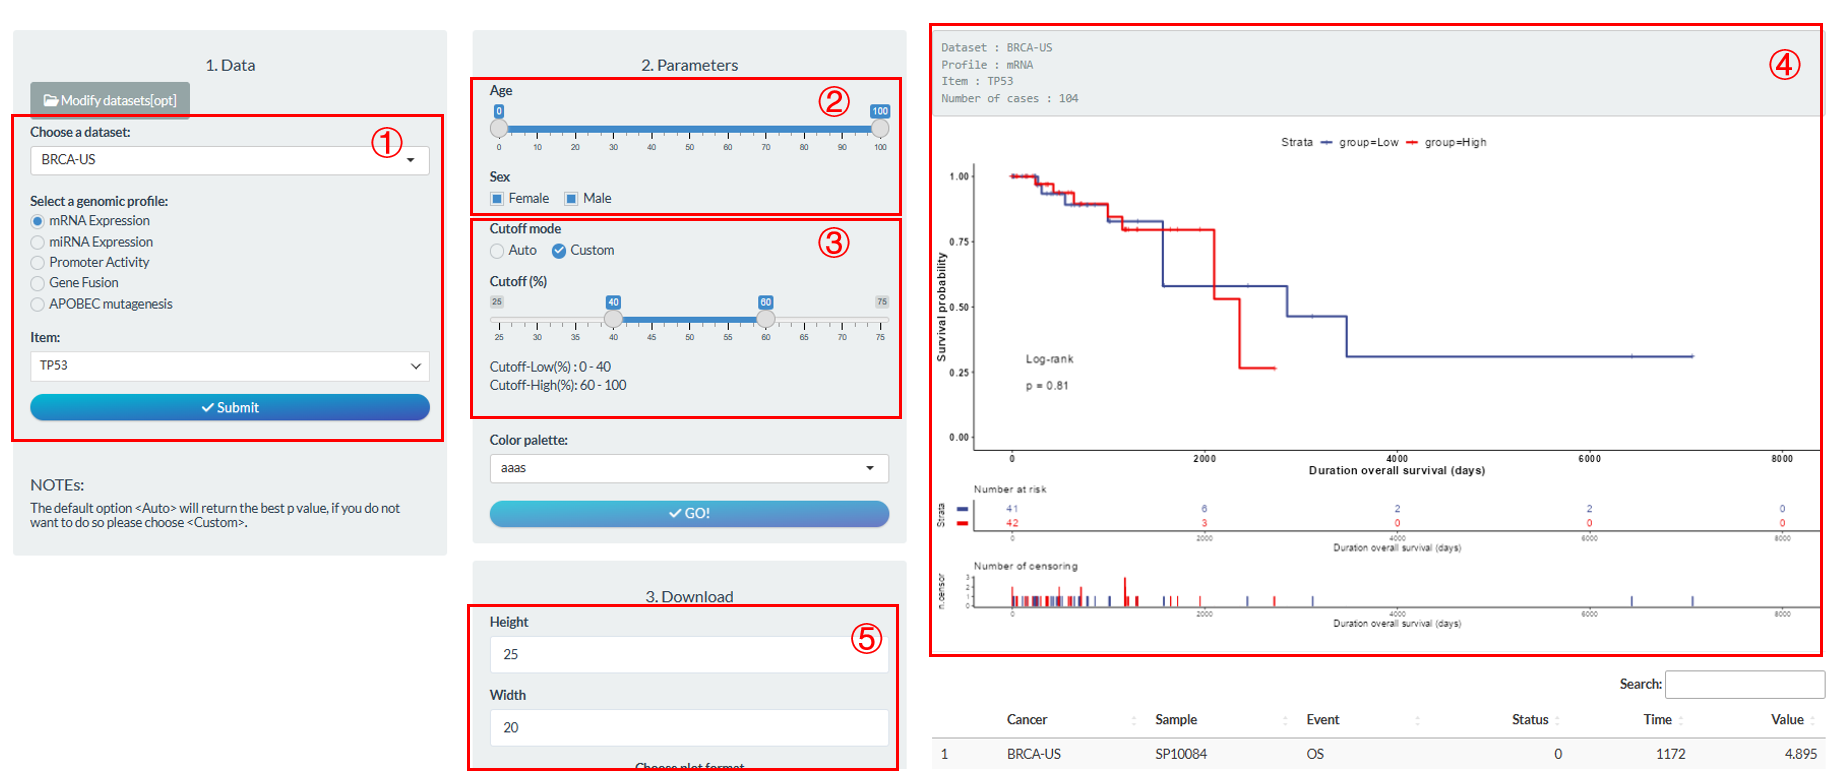 1. Data
Modify datasets[opt]
①
Choose a dataset:
BRCA-US
Select a genomic profile:
mRNA Expression
miRNA Expression
Promoter Activity
Gene Fusion
APOBEC mutagenesis
Item:
TP53
Submit
NOTEs:
The default option <Auto> will return the best p value, if you do not
want to do so please choose <Custom>.
2. Parameters
②
Age
0 100
0 10 20 30 40 50 60 70 80 90 100
Sex
Female Male
③
Cutoff mode
Auto Custom
Cutoff (%)
25 40 60 75
25 30 35 40 45 50 55 60 65 70 75
Cutoff-Low(%) : 0 - 40
Cutoff-High(%): 60 - 100
Color palette:
aaas
GO!
3. Download
⑤
Height
25
Width
20
Choose plot format
④
Dataset : BRCA-US
Profile : mRNA
Item : TP53
Number of cases : 104
Strata group=Low group=High
Survival probability
1.00
0.75
0.50
0.25
0.00
Log-rank
p = 0.81
0 2000 4000 6000 8000
Duration overall survival (days)
Number at risk
Strata
41 6 2 2 0
42 3 0 0 0
0 2000 4000 6000 8000
Duration overall survival (days)
Number of censoring
n.censor
3
2
1
0
0 2000 4000 6000 8000
Duration overall survival (days)
Search:
Cancer Sample Event Status Time Value
1 BRCA-US SP10084 OS 0 1172 4.895